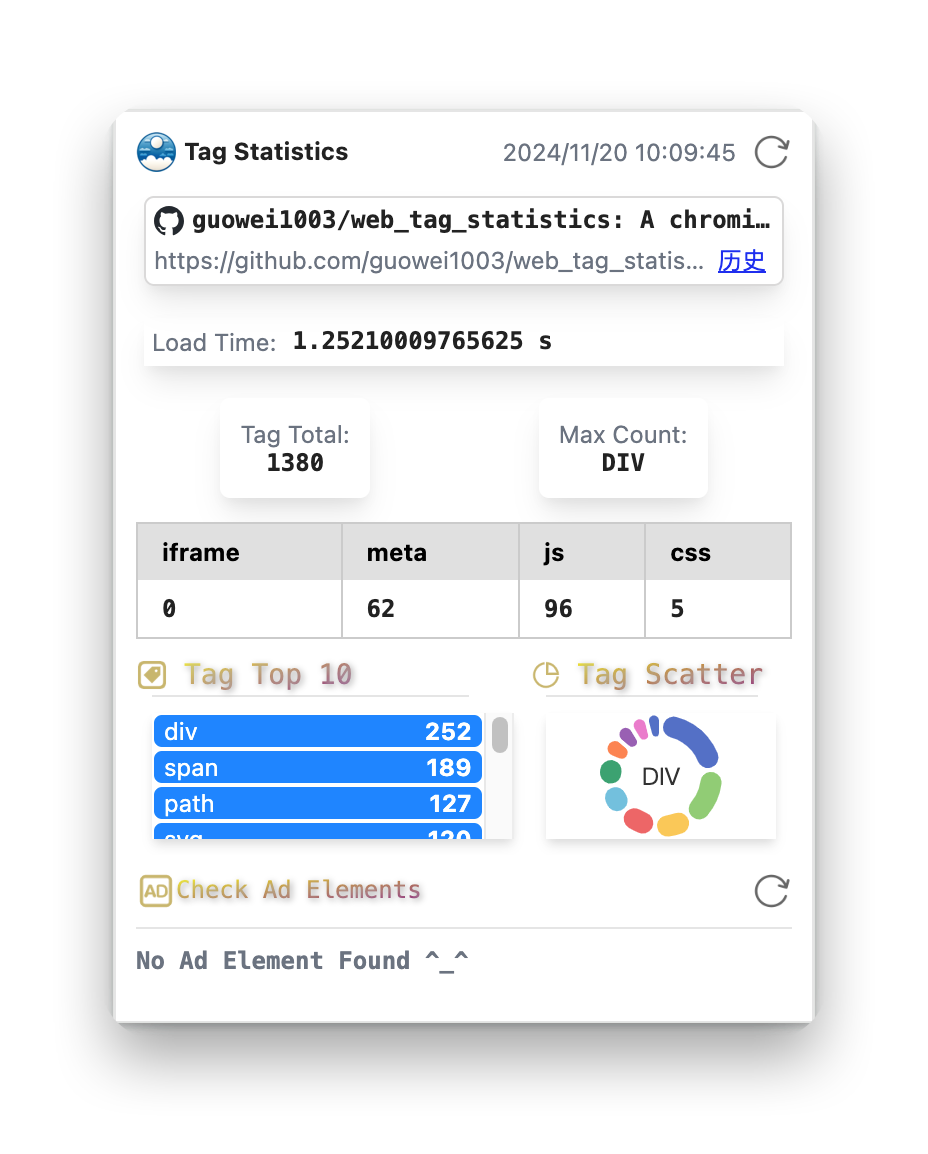 Tag Statistics 2024/11/20 10:09:45
guowei1003/web_tag_statistics: A chromi…
https://github.com/guowei1003/web_tag_statis... 历史
Load Time: 1.25210009765625 s
Tag Total: Max Count:
1380 DIV
iframe meta js css
0 62 96 5
Tag Top 10 Tag Scatter
div 252
span 189
DIV
path 127
svg 120
AD Check Ad Elements
No Ad Element Found ^_^